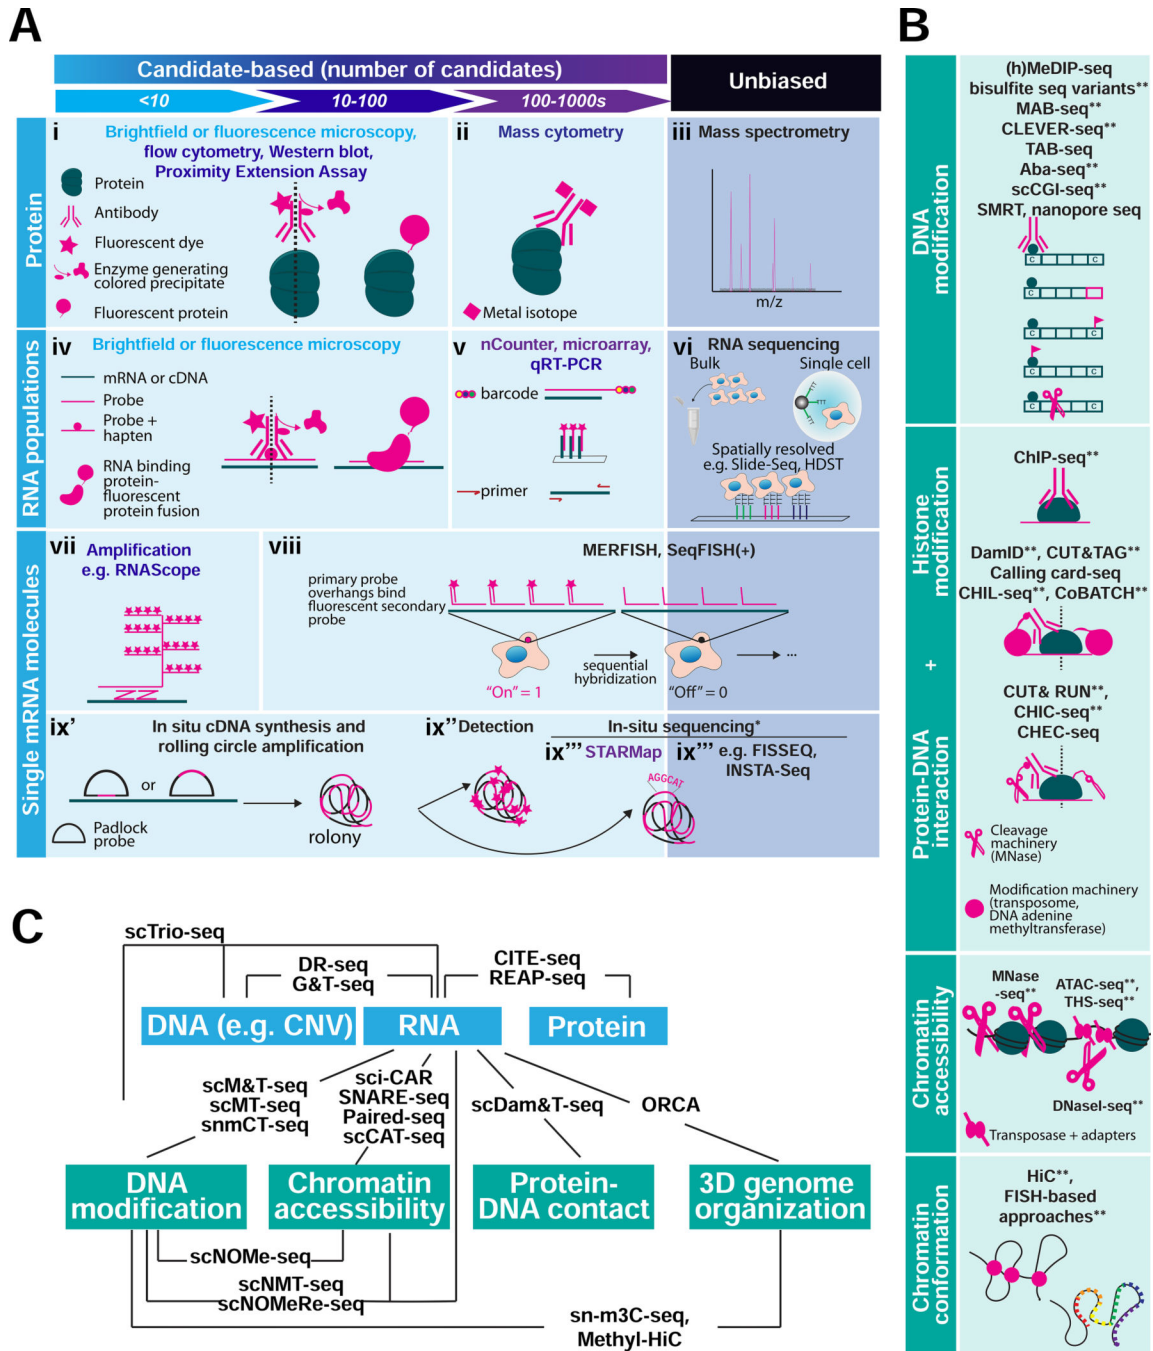 A
Candidate-based (number of candidates)
Unbiased
<10
10-100
100-1000s
Protein
i
Brightfield or fluorescence microscopy,
flow cytometry, Western blot,
Proximity Extension Assay
Protein
Antibody
Fluorescent dye
Enzyme generating
colored precipitate
Fluorescent protein
ii
Mass cytometry
Metal isotope
iii
Mass spectrometry
m/z
RNA populations
iv
Brightfield or fluorescence microscopy
mRNA or cDNA
Probe
Probe +
hapten
RNA binding
protein-
fluorescent
protein fusion
v
nCounter, microarray,
qRT-PCR
barcode
primer
vi
RNA sequencing
Bulk
Single cell
TTT
TTT
TTT
Spatially resolved
e.g. Slide-Seq, HDST
Single mRNA molecules
vii
Amplification
e.g. RNAScope
viii
MERFISH, SeqFISH(+)
primary probe
overhangs bind
fluorescent secondary
probe
sequential
hybridization
...
"On" = 1
"Off" = 0
ix'
In situ cDNA synthesis and
rolling circle amplification
or
Padlock
probe
rolony
ix''
Detection
In-situ sequencing*
ix'''
STARMap
ix'''
e.g. FISSEQ,
INSTA-Seq
AGGCAT
B
DNA
modification
(h)MeDIP-seq
bisulfite seq variants**
MAB-seq**
CLEVER-seq**
TAB-seq
Aba-seq**
scCGI-seq**
SMRT, nanopore seq
C C
C
C C
C C
C C
Histone
modification
+
Protein-DNA
interaction
ChIP-seq**
DamID**, CUT&TAG**
Calling card-seq
CHIL-seq**, CoBATCH**
CUT& RUN**,
CHIC-seq**
CHEC-seq
Cleavage
machinery
(MNase)
Modification machinery
(transposome,
DNA adenine
methyltransferase)
Chromatin
accessibility
MNase
-seq**
ATAC-seq**,
THS-seq**
DNaseI-seq**
Transposase + adapters
Chromatin
conformation
HiC**,
FISH-based
approaches**
C
scTrio-seq
DR-seq
G&T-seq
CITE-seq
REAP-seq
DNA (e.g. CNV)
RNA
Protein
scM&T-seq
scMT-seq
snmCT-seq
sci-CAR
SNARE-seq
Paired-seq
scCAT-seq
scDam&T-seq
ORCA
DNA
modification
Chromatin
accessibility
Protein-
DNA contact
3D genome
organization
scNOMe-seq
scNMT-seq
scNOMeRe-seq
sn-m3C-seq,
Methyl-HiC